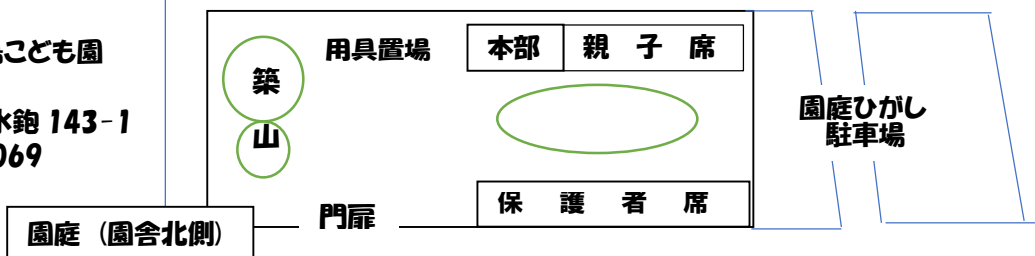 こども園
143-1
069
用具置場
本部
親子席
築
山
園庭ひがし
駐車場
保護者席
門扉
園庭（園舎北側）